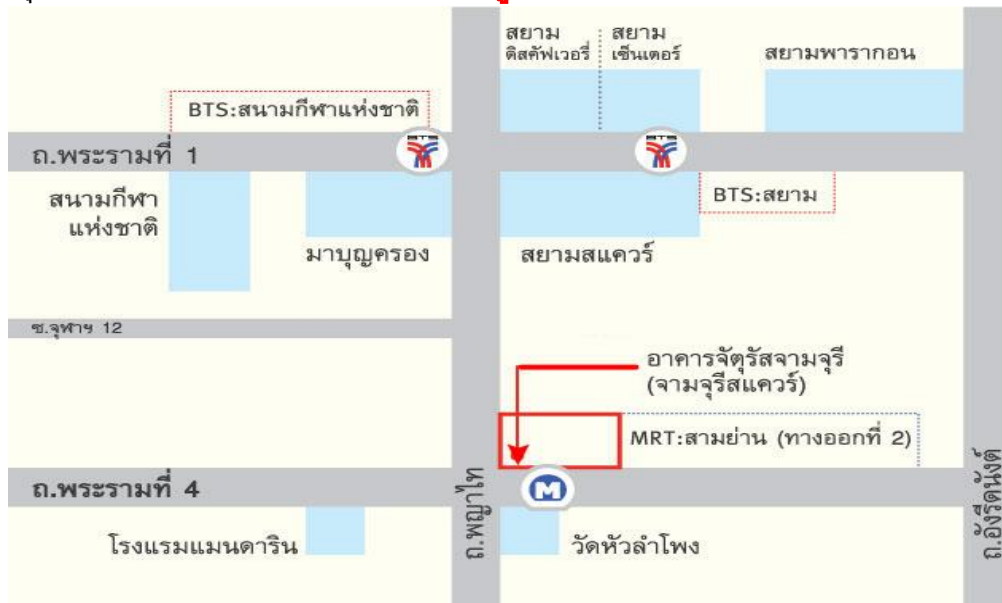 สยาม
ดิสคัฟเวอรี่
สยาม
เซ็นเตอร์
สยามพารากอน
BTS:สนามกีฬาแห่งชาติ
ถ.พระรามที่ 1
สนามกีฬา
แห่งชาติ
มาบุญครอง
สยามสแควร์
BTS:สยาม
ซ.จุฬาฯ 12
อาคารจัตุรัสจามจุรี
(จามจุรีสแควร์)
MRT:สามย่าน (ทางออกที่ 2)
ถ.พระรามที่ 4
M
ถ.พญาไท
ถ.อังรีดูนังต์
โรงแรมแมนดาริน
วัดหัวลำโพง